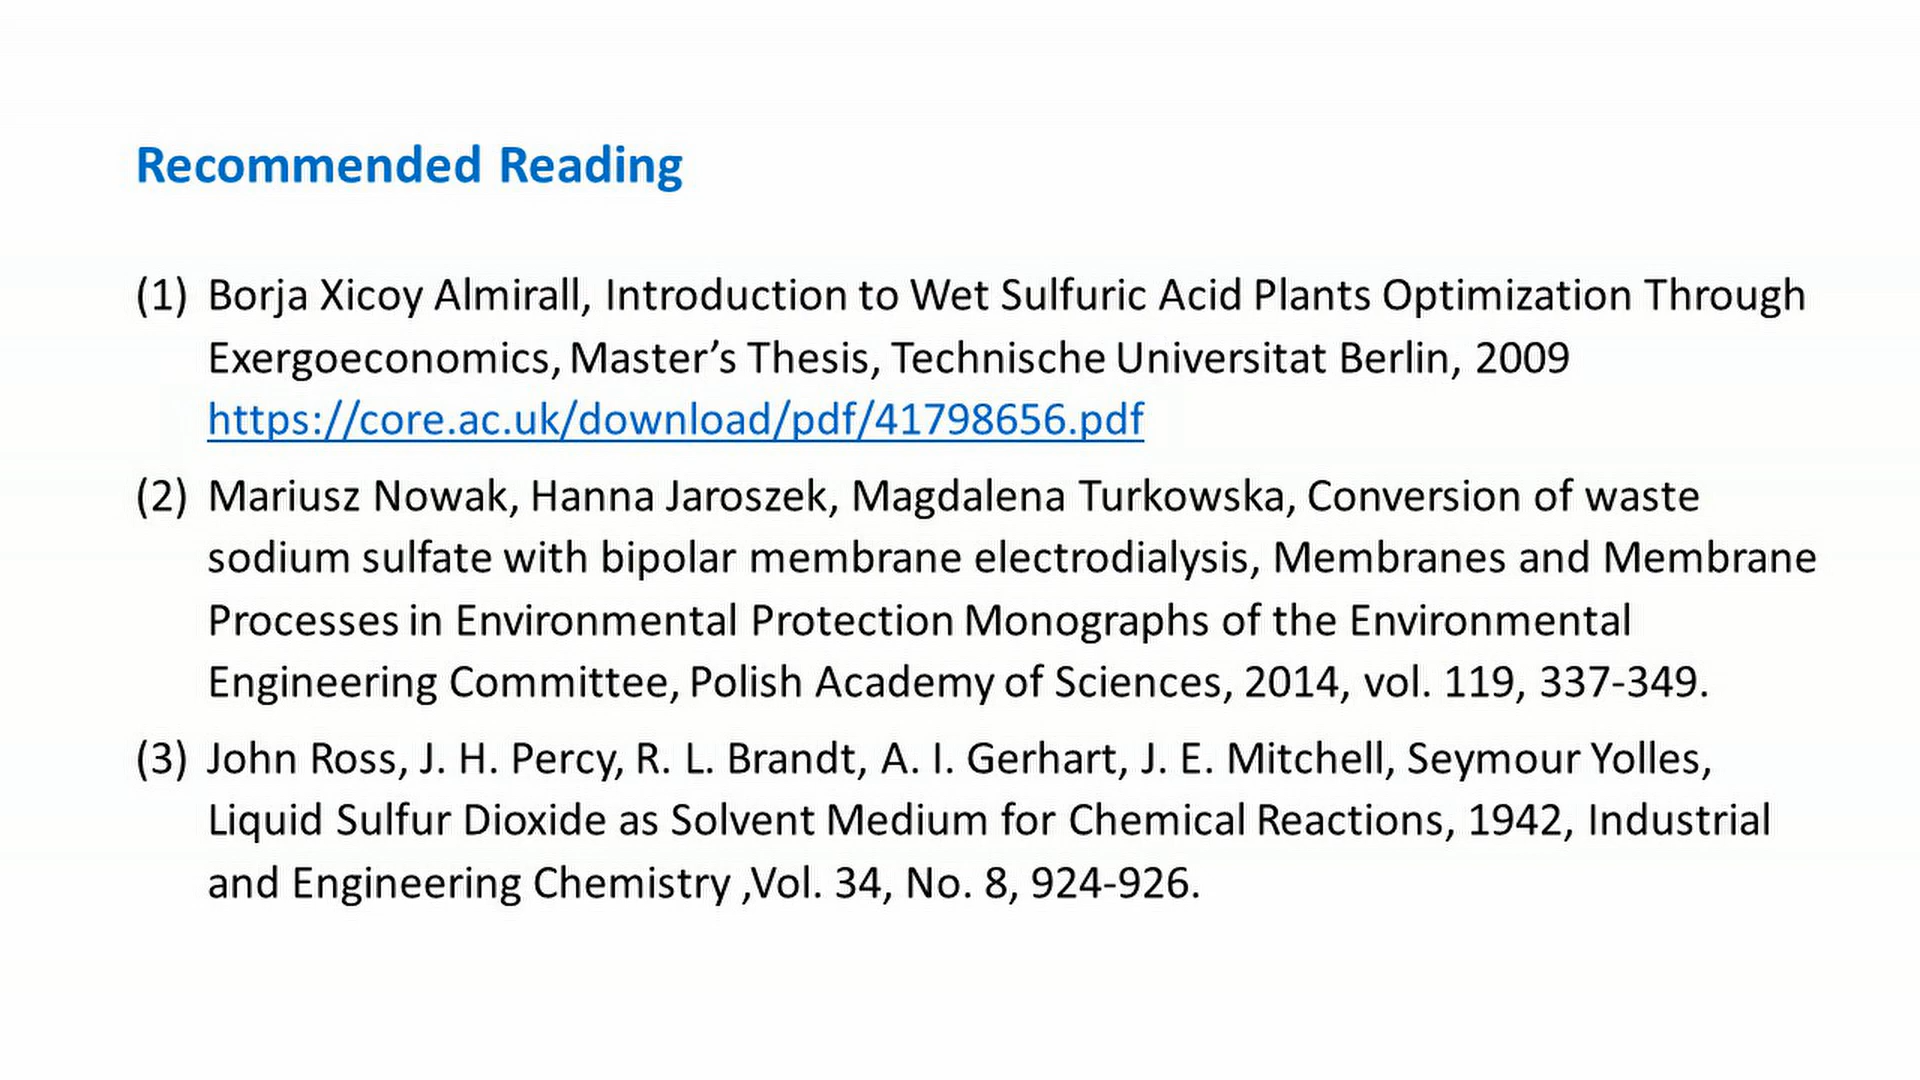 Recommended Reading
(1) Borja Xicoy Almirall, Introduction to Wet Sulfuric Acid Plants Optimization Through
Exergoeconomics, Master’s Thesis, Technische Universitat Berlin, 2009
https://core.ac.uk/download/pdf/41798656.pdf
(2) Mariusz Nowak, Hanna Jaroszek, Magdalena Turkowska, Conversion of waste
sodium sulfate with bipolar membrane electrodialysis, Membranes and Membrane
Processes in Environmental Protection Monographs of the Environmental
Engineering Committee, Polish Academy of Sciences, 2014, vol. 119, 337-349.
(3) John Ross, J. H. Percy, R. L. Brandt, A. I. Gerhart, J. E. Mitchell, Seymour Yolles,
Liquid Sulfur Dioxide as Solvent Medium for Chemical Reactions, 1942, Industrial
and Engineering Chemistry ,Vol. 34, No. 8, 924-926.